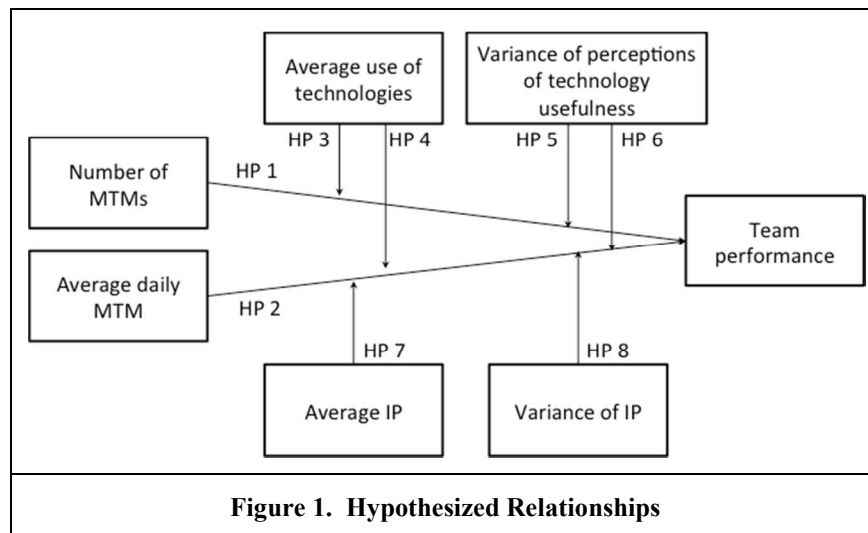 Average use of
technologies
Variance of perceptions
of technology
usefulness
HP 3
HP 4
HP 5
HP 6
Number of
MTMs
HP 1
Team
performance
Average daily
MTM
HP 2
HP 7
HP 8
Average IP
Variance of IP
Figure 1. Hypothesized Relationships